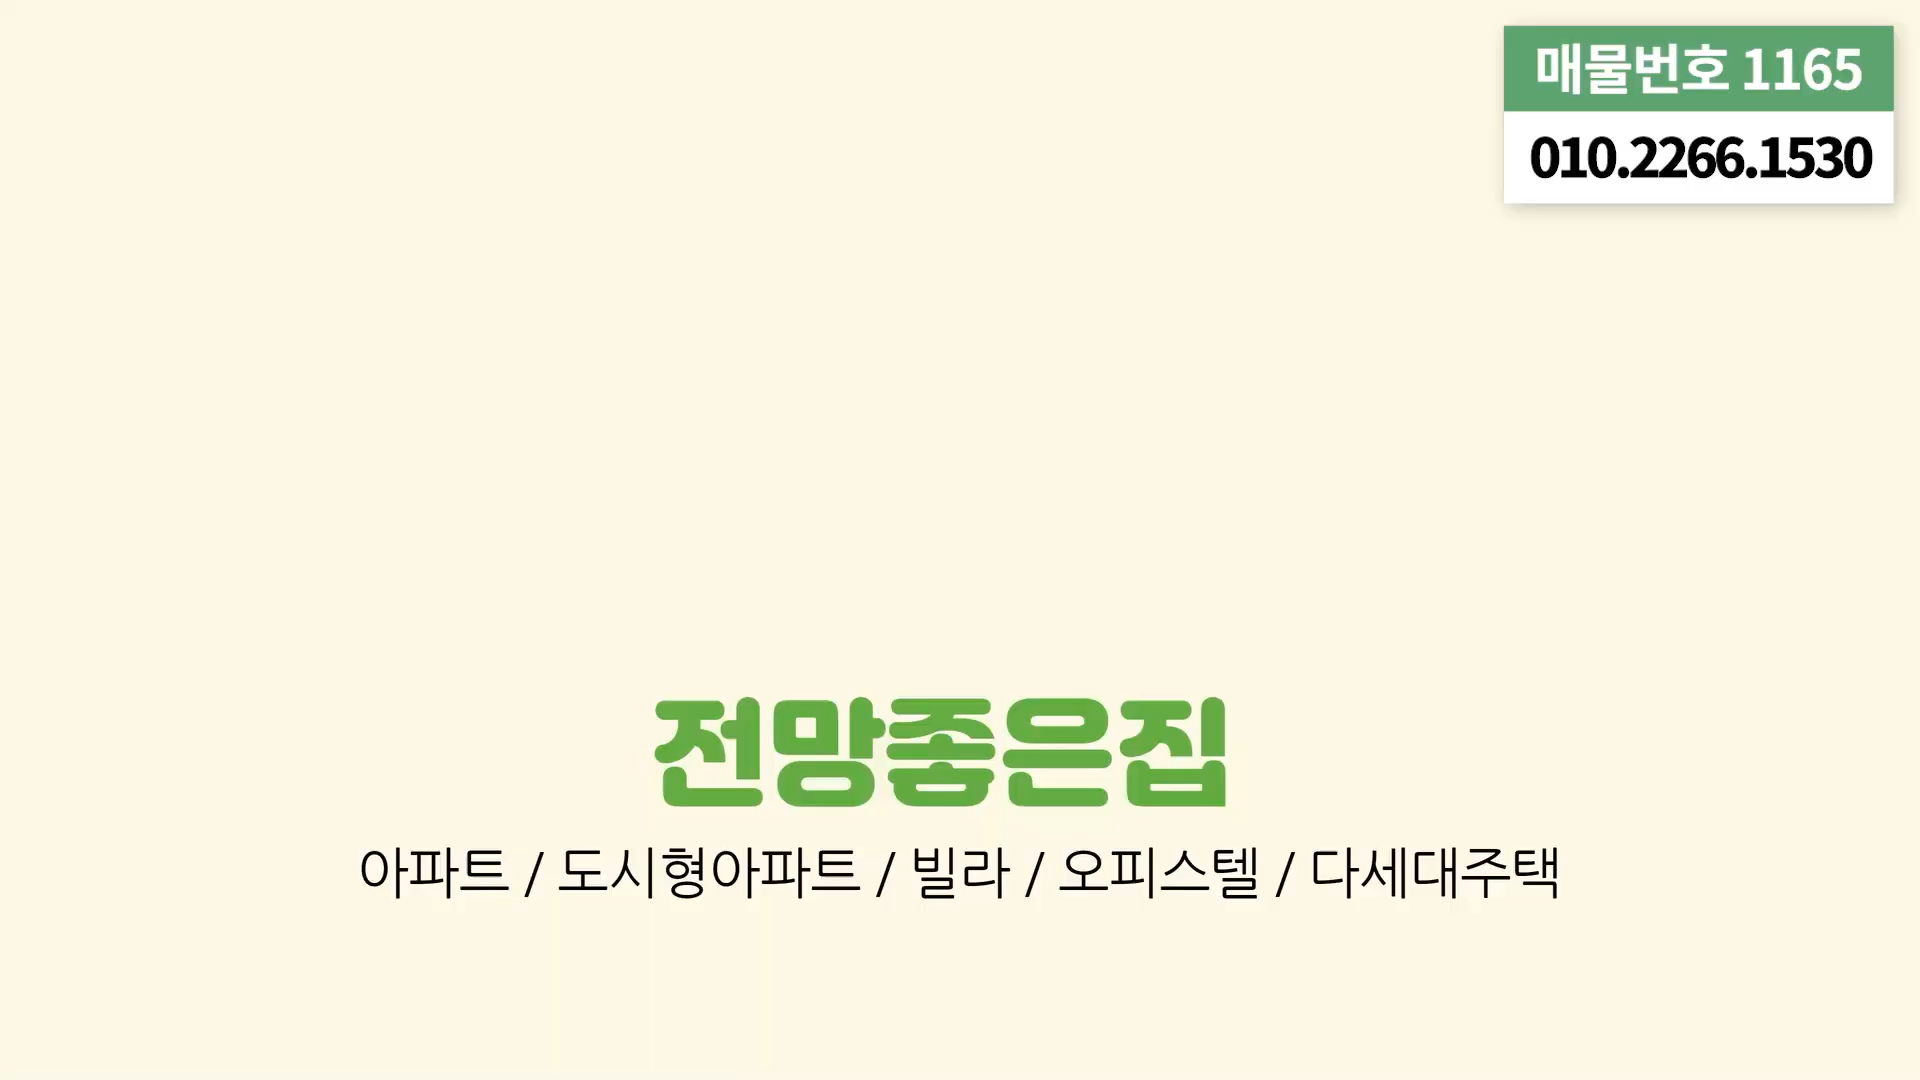 매물번호 1165
010.2266.1530
전망좋은집
아파트 / 도시형아파트 / 빌라 / 오피스텔 / 다세대주택